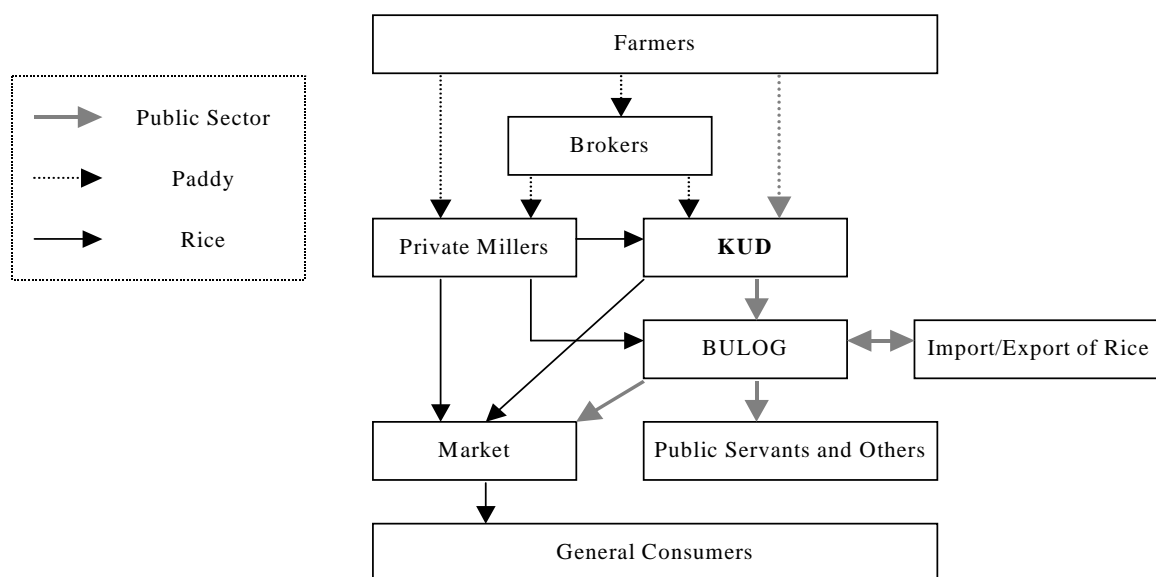 Farmers
Public Sector
Paddy
Rice
Brokers
Private Millers
KUD
BULOG
Import/Export of Rice
Market
Public Servants and Others
General Consumers